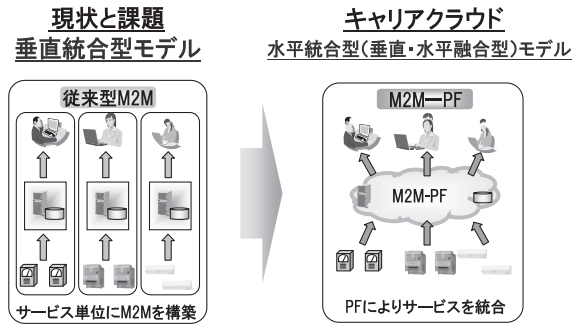 現状と課題
垂直統合型モデル
従来型M2M
サービス単位にM2Mを構築
キャリアクラウド
水平統合型(垂直・水平融合型)モデル
M2M―PF
M2M-PF
PFによりサービスを統合